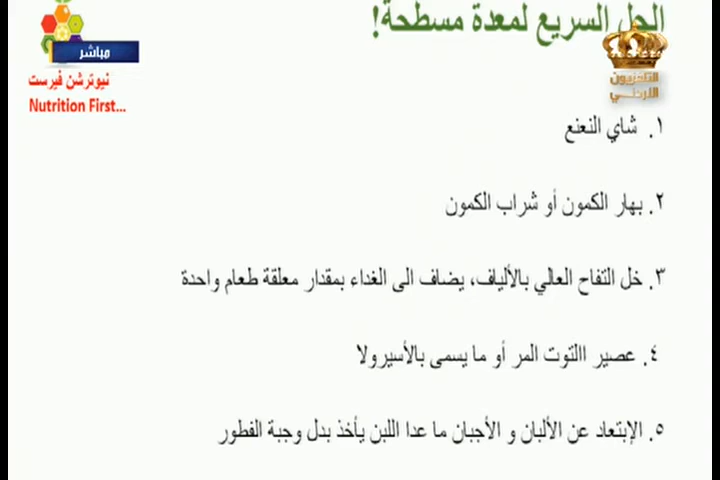 الحل السريع لمعدة مسطحة!
مباشر
نيوترشن فيرست
Nutrition First...
التلفزيون
الأردني
١. شاي النعنع
٢. بهار الكمون أو شراب الكمون
٣. خل التفاح العالي بالألياف، يضاف الى الغداء بمقدار معلقة طعام واحدة
٤. عصير االتوت المر أو ما يسمى بالأسيرولا
٥. الإبتعاد عن الألبان و الأجبان ما عدا اللبن يأخذ بدل وجبة الفطور